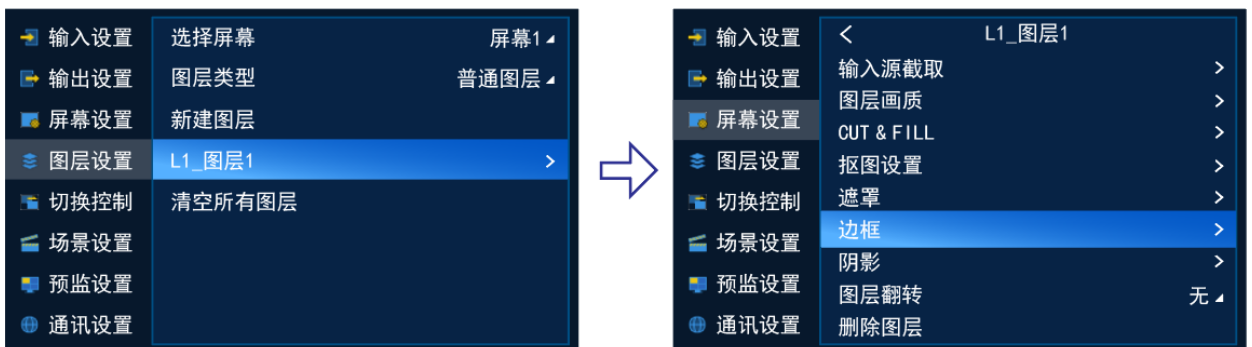 输入设置
输出设置
屏幕设置
图层设置
切换控制
场景设置
预监设置
通讯设置
选择屏幕 屏幕1
图层类型 普通图层
新建图层
L1_图层1 >
清空所有图层
输入设置
输出设置
屏幕设置
图层设置
切换控制
场景设置
预监设置
通讯设置
< L1_图层1
输入源截取 >
图层画质 >
CUT & FILL >
抠图设置 >
遮罩 >
边框 >
阴影 >
图层翻转 无
删除图层